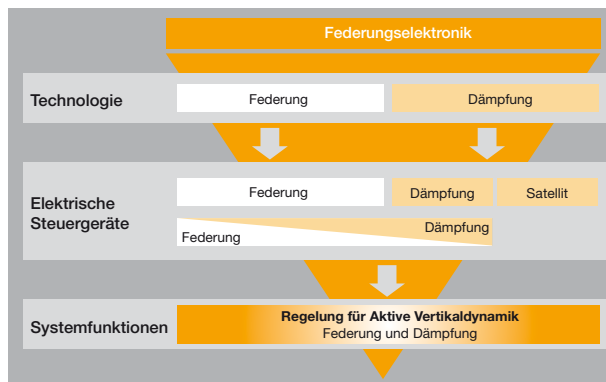 Federungselektronik
Technologie
Federung
Dämpfung
Elektrische
Steuergeräte
Federung
Dämpfung
Satellit
Dämpfung
Federung
Systemfunktionen
Regelung für Aktive Vertikaldynamik
Federung und Dämpfung